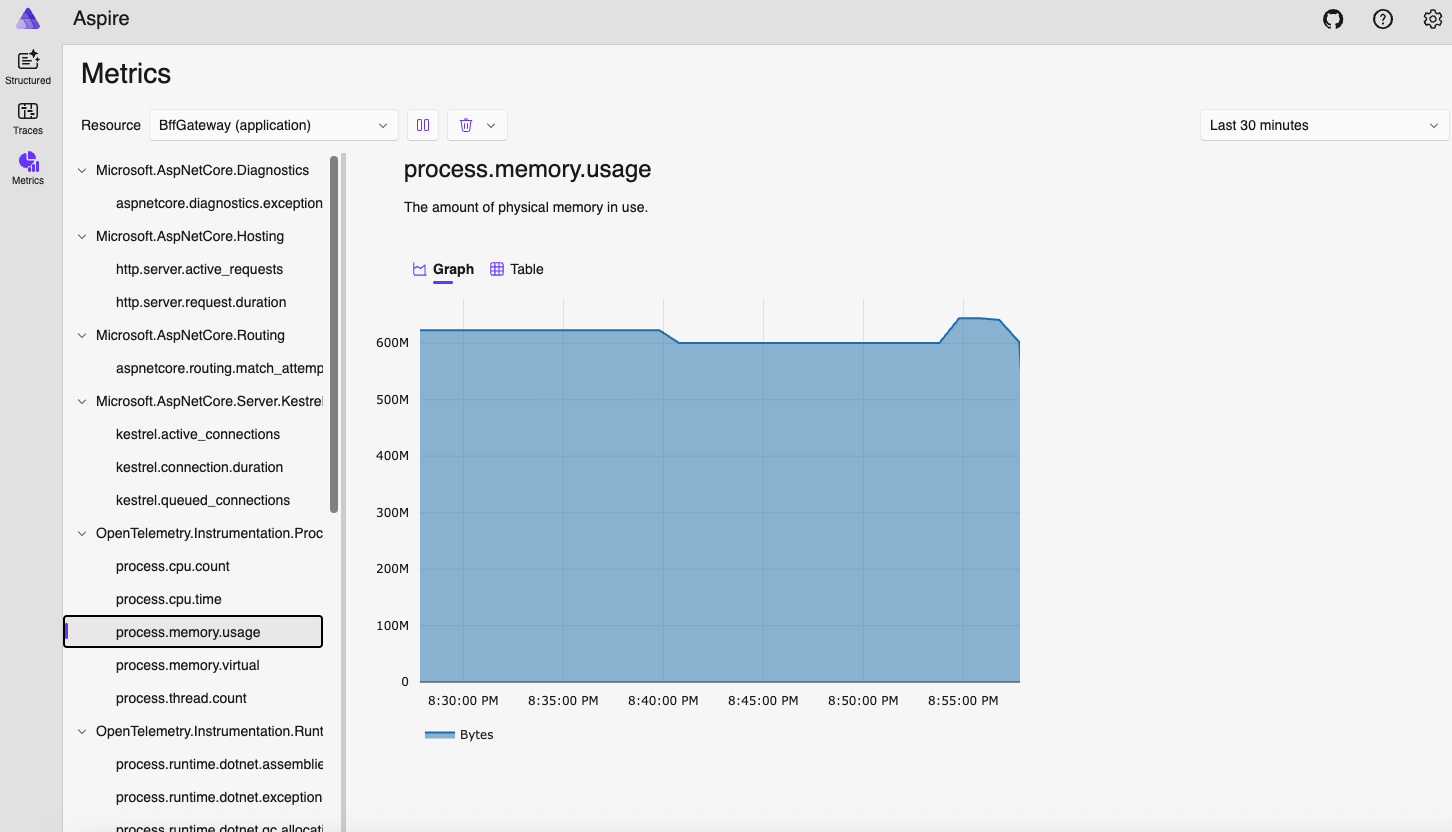 Aspire
Structured
Traces
Metrics
Metrics
Resource BffGateway (application) Last 30 minutes
Microsoft.AspNetCore.Diagnostics
aspnetcore.diagnostics.exception
Microsoft.AspNetCore.Hosting
http.server.active_requests
http.server.request.duration
Microsoft.AspNetCore.Routing
aspnetcore.routing.match_attemp
Microsoft.AspNetCore.Server.Kestrel
kestrel.active_connections
kestrel.connection.duration
kestrel.queued_connections
OpenTelemetry.Instrumentation.Proc
process.cpu.count
process.cpu.time
process.memory.usage
process.memory.virtual
process.thread.count
OpenTelemetry.Instrumentation.Runt
process.runtime.dotnet.assemblie
process.runtime.dotnet.exception
process.runtime.dotnet.gc.allocati
process.memory.usage
The amount of physical memory in use.
Graph Table
600M
500M
400M
300M
200M
100M
0
8:30:00 PM 8:35:00 PM 8:40:00 PM 8:45:00 PM 8:50:00 PM 8:55:00 PM
Bytes